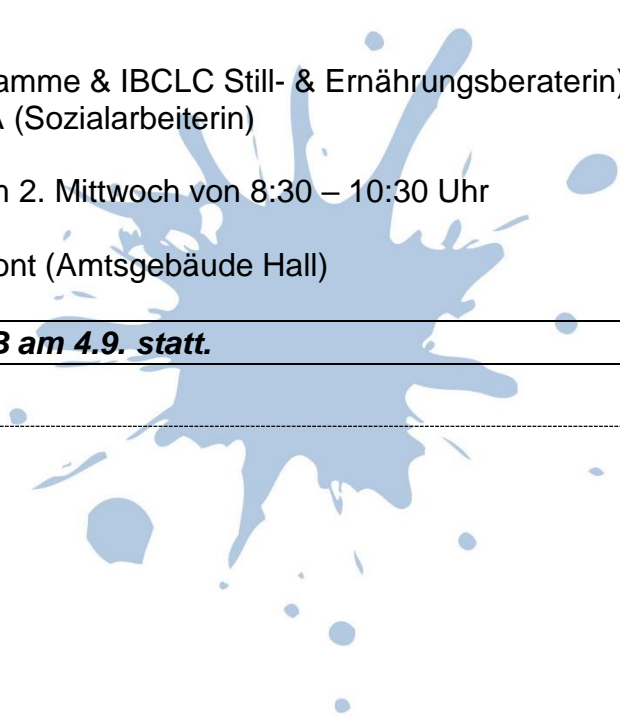 amme & IBCLC Still- & Ernährungsberaterin)
A (Sozialarbeiterin)
n 2. Mittwoch von 8:30 – 10:30 Uhr
ont (Amtsgebäude Hall)
B am 4.9. statt.